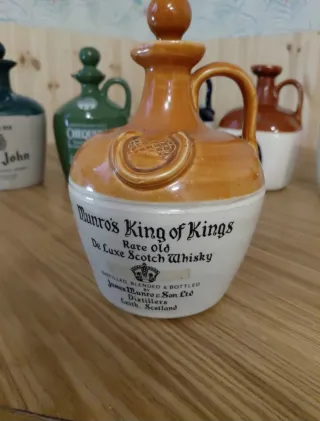 Munro's King of Kings
Rare Old
De Luxe Scotch Whisky
DISTILLED, BLENDED & BOTTLED
BY
James Munro & Son Ltd
Distillers
Leith, Scotland
John